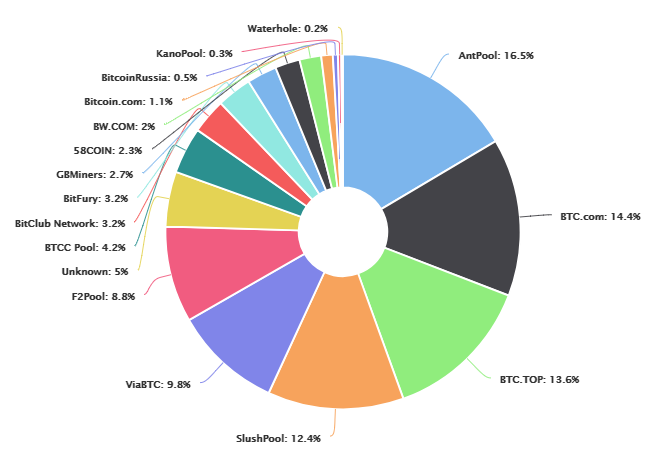 Waterhole: 0.2%
KanoPool: 0.3%
BitcoinRussia: 0.5%
Bitcoin.com: 1.1%
BW.COM: 2%
58COIN: 2.3%
GBMiners: 2.7%
BitFury: 3.2%
BitClub Network: 3.2%
BTCC Pool: 4.2%
Unknown: 5%
F2Pool: 8.8%
ViaBTC: 9.8%
SlushPool: 12.4%
AntPool: 16.5%
BTC.com: 14.4%
BTC.TOP: 13.6%